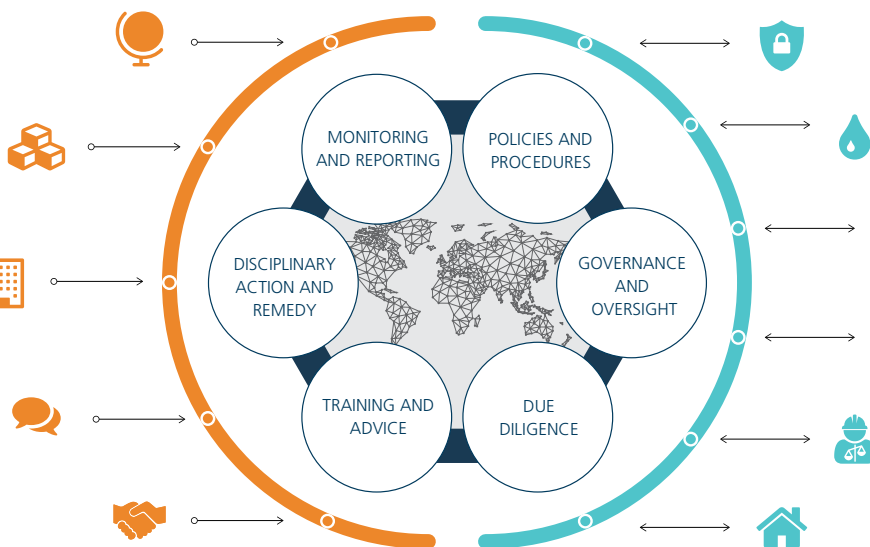 MONITORING
AND REPORTING
POLICIES AND
PROCEDURES
DISCIPLINARY
ACTION AND
REMEDY
GOVERNANCE
AND
OVERSIGHT
TRAINING AND
ADVICE
DUE
DILIGENCE